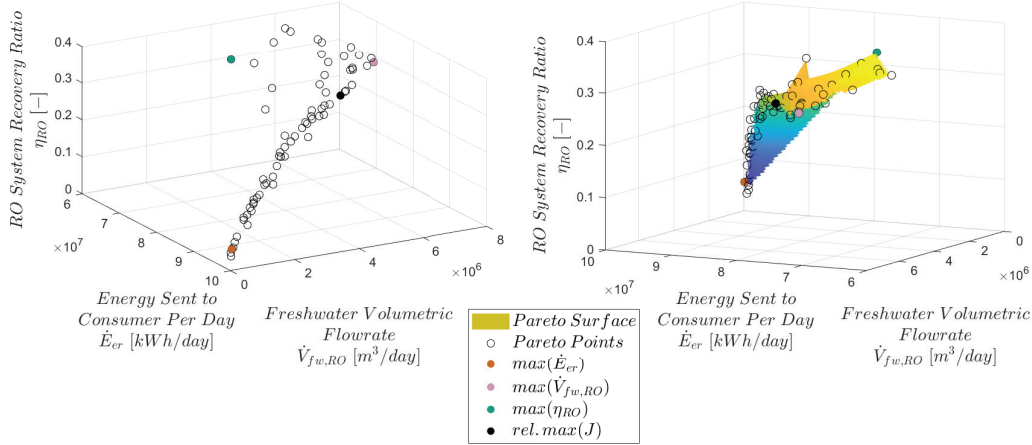 RO System Recovery Ratio
η_RO [−]
0.4
0.3
0.2
0.1
0
6
7
8
9
10
×10^7
0
2
4
6
8
×10^6
Energy Sent to
Consumer Per Day
Ė_er [kWh/day]
Freshwater Volumetric
Flowrate
V̇_fw,RO [m^3/day]
RO System Recovery Ratio
η_RO [−]
0.4
0.3
0.2
0.1
0
10
9
8
7
6
×10^7
6
4
2
0
×10^6
Energy Sent to
Consumer Per Day
Ė_er [kWh/day]
Freshwater Volumetric
Flowrate
V̇_fw,RO [m^3/day]
Pareto Surface
Pareto Points
max(Ė_er)
max(V̇_fw,RO)
max(η_RO)
rel.max(J)